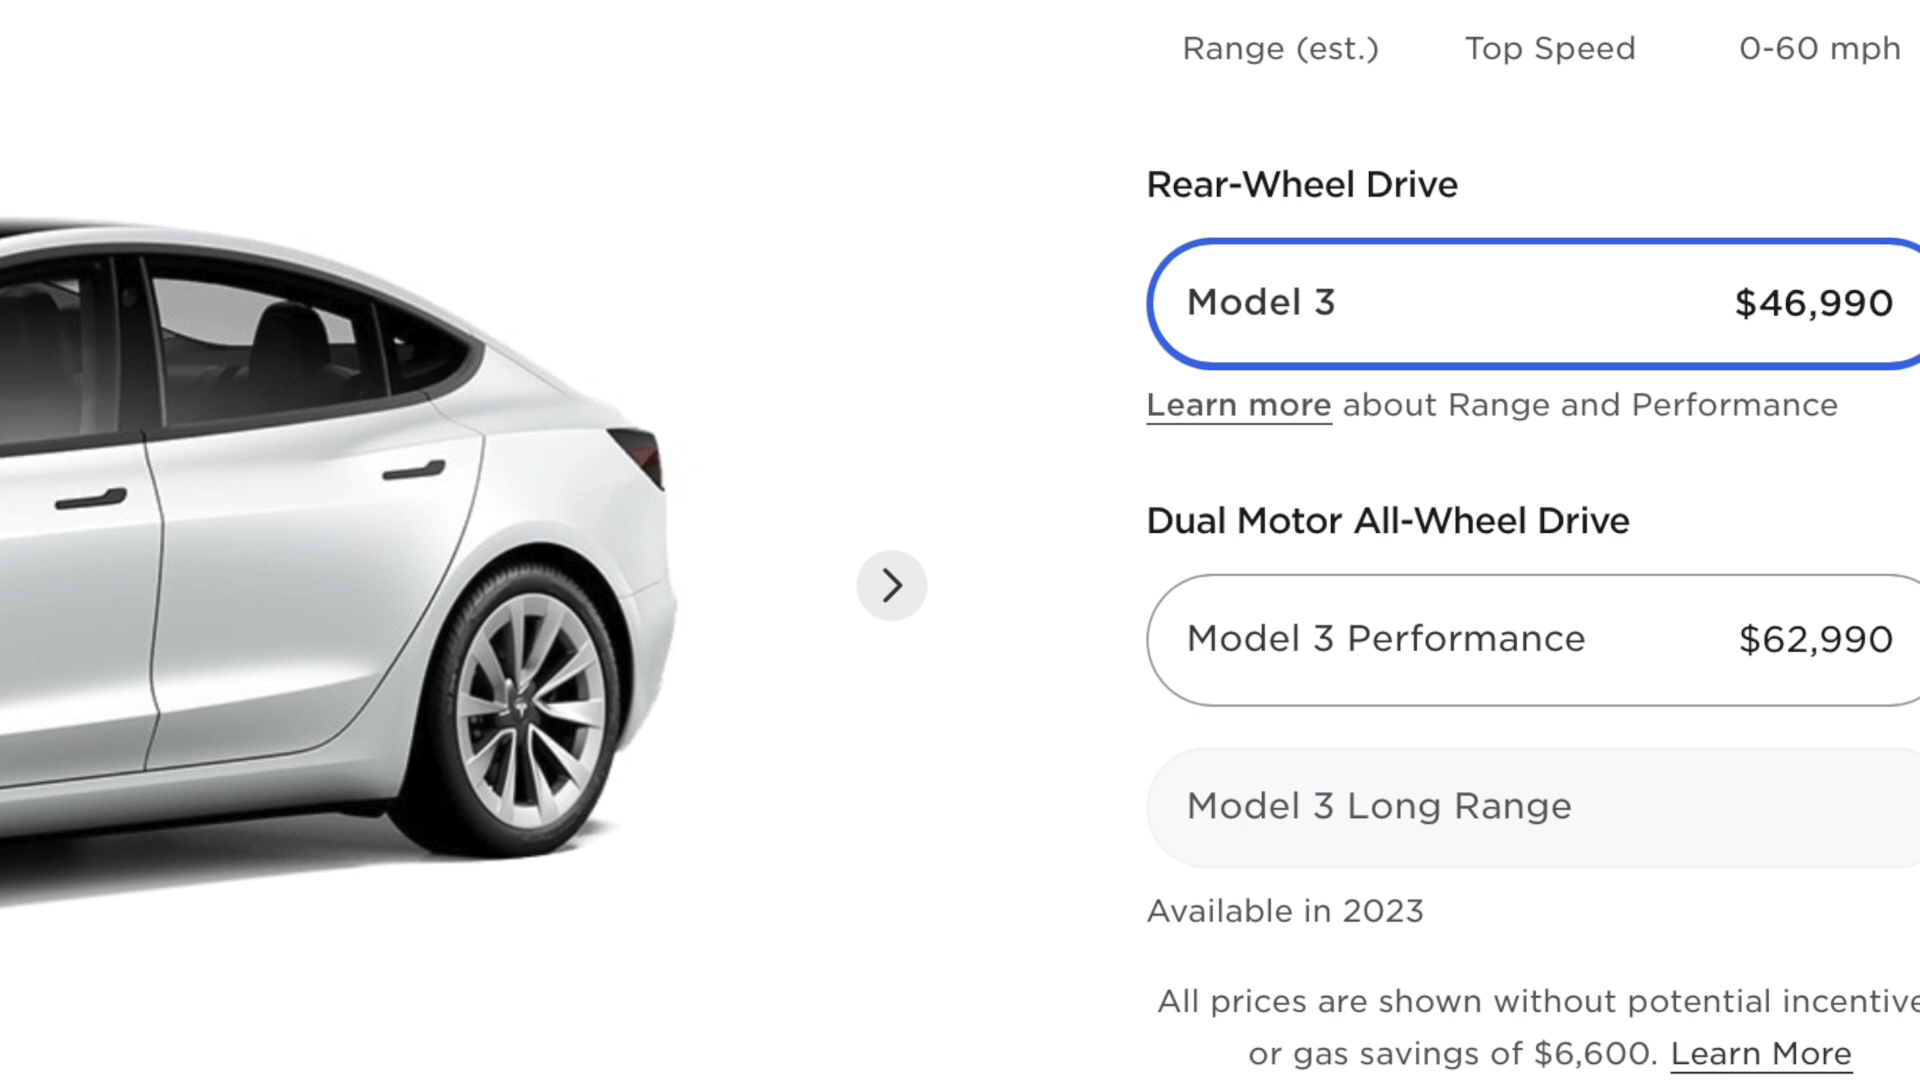 Range (est.) Top Speed 0-60 mph
Rear-Wheel Drive
Model 3 $46,990
Learn more about Range and Performance
Dual Motor All-Wheel Drive
Model 3 Performance $62,990
Model 3 Long Range
Available in 2023
All prices are shown without potential incentive
or gas savings of $6,600. Learn More